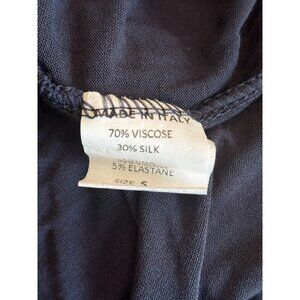 MADE IN ITALY
70% VISCOSE
30% SILK
5% ELASTANE
SIZE S